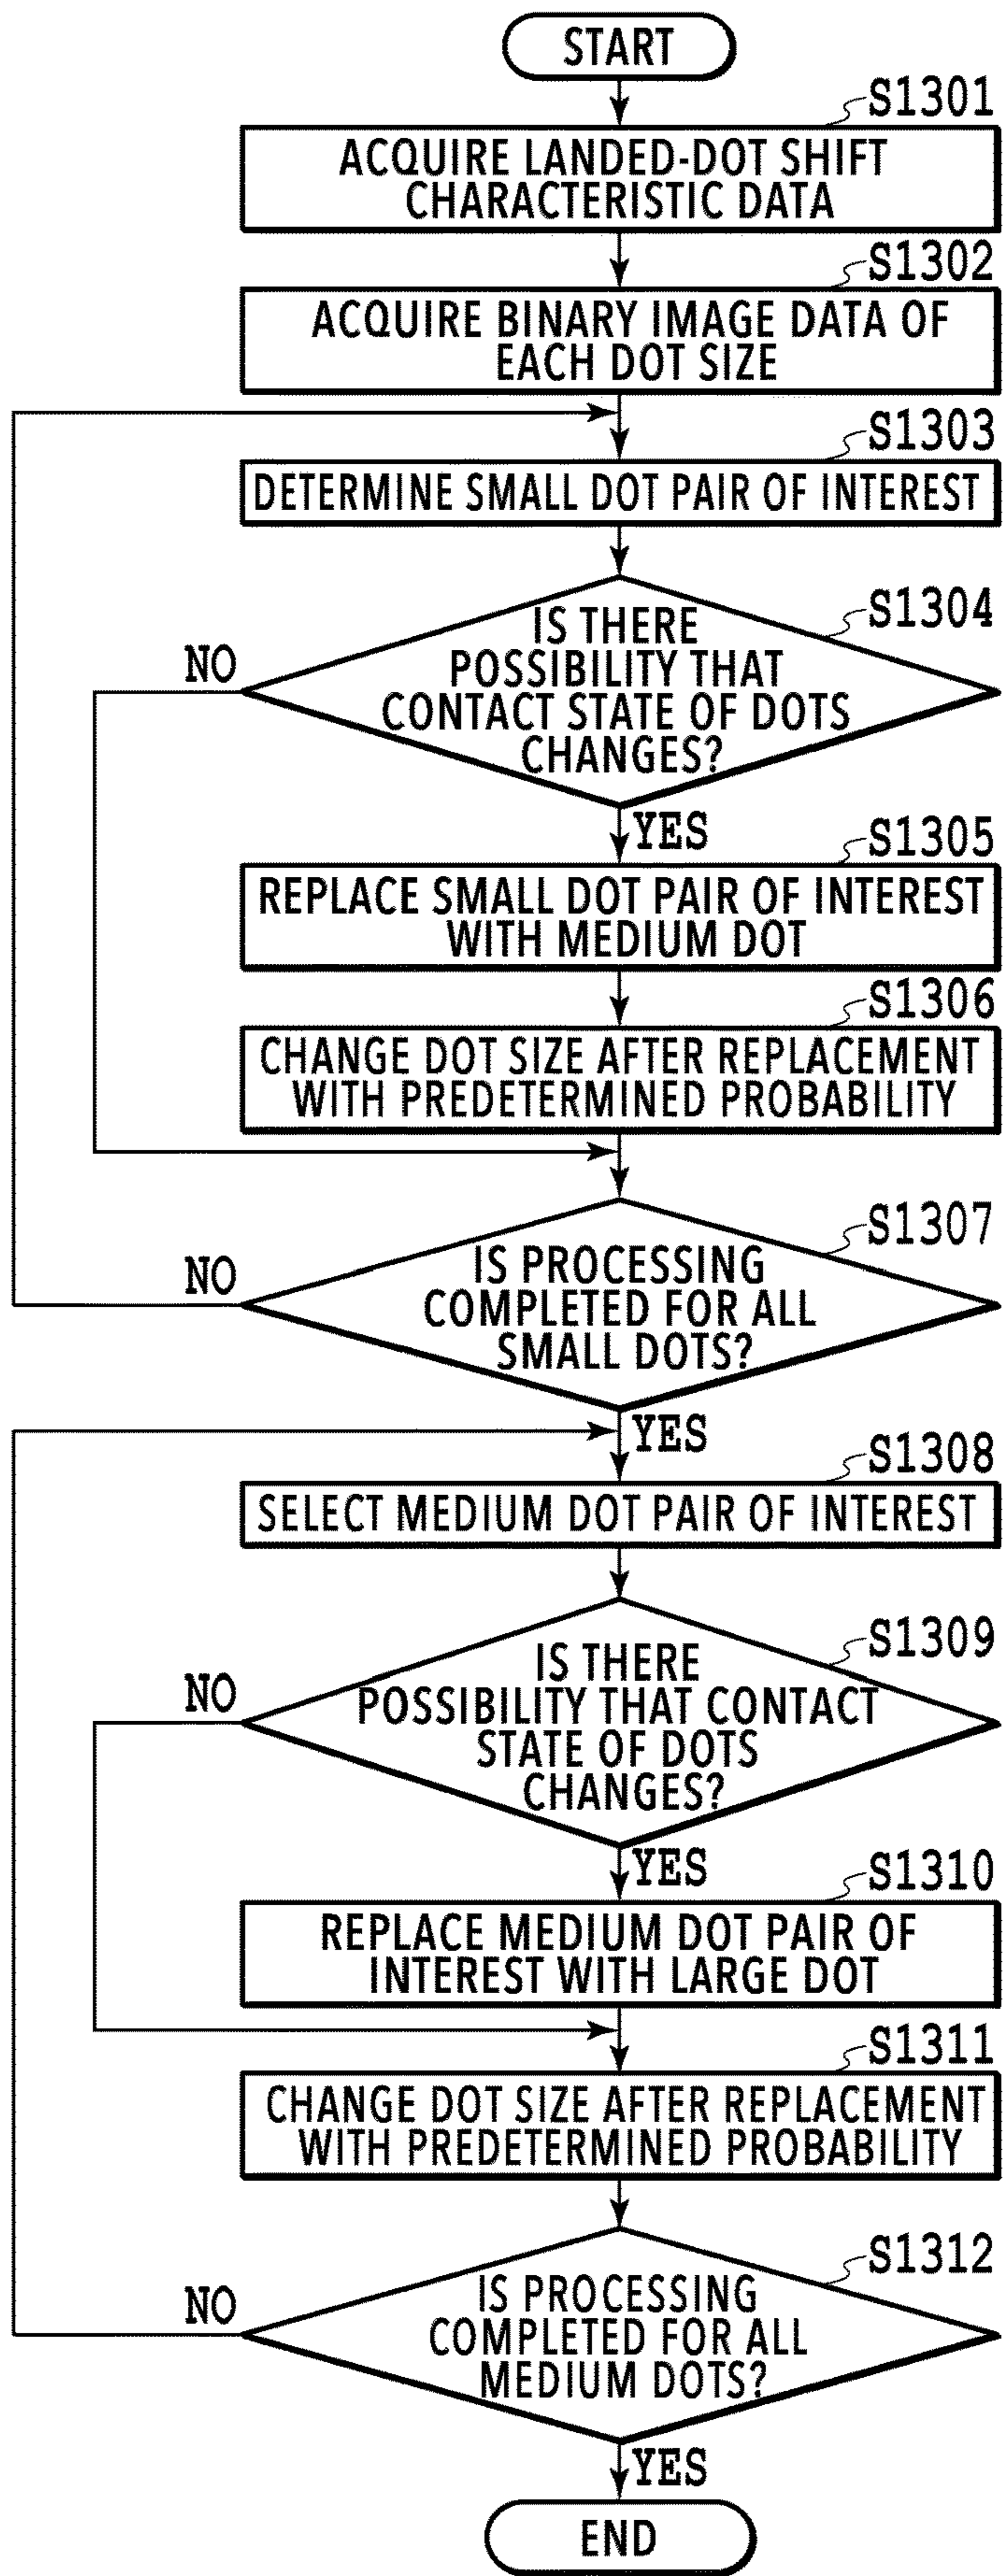 START
S1301
ACQUIRE LANDED-DOT SHIFT
CHARACTERISTIC DATA
S1302
ACQUIRE BINARY IMAGE DATA OF
EACH DOT SIZE
S1303
DETERMINE SMALL DOT PAIR OF INTEREST
S1304
IS THERE
POSSIBILITY THAT
CONTACT STATE OF DOTS
CHANGES?
NO
YES
S1305
REPLACE SMALL DOT PAIR OF INTEREST
WITH MEDIUM DOT
S1306
CHANGE DOT SIZE AFTER REPLACEMENT
WITH PREDETERMINED PROBABILITY
S1307
IS PROCESSING
COMPLETED FOR ALL
SMALL DOTS?
NO
YES
S1308
SELECT MEDIUM DOT PAIR OF INTEREST
S1309
IS THERE
POSSIBILITY THAT CONTACT
STATE OF DOTS
CHANGES?
NO
YES
S1310
REPLACE MEDIUM DOT PAIR OF
INTEREST WITH LARGE DOT
S1311
CHANGE DOT SIZE AFTER REPLACEMENT
WITH PREDETERMINED PROBABILITY
S1312
IS PROCESSING
COMPLETED FOR ALL
MEDIUM DOTS?
NO
YES
END